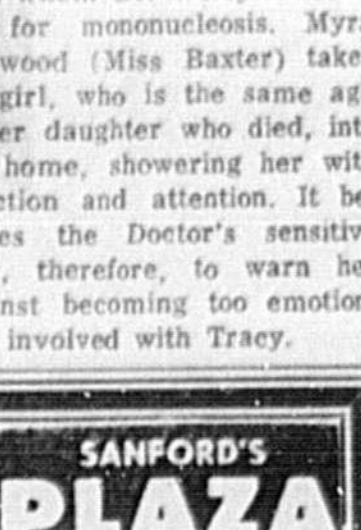 for mononucleosis. Myr
wood (Miss Baxter) take
girl, who is the same ag
er daughter who died, int
home, showering her wit
ction and attention. It be
es the Doctor's sensitiv
, therefore, to warn he
nst becoming too emotion
involved with Tracy.
SANFORD'S
PLAZA